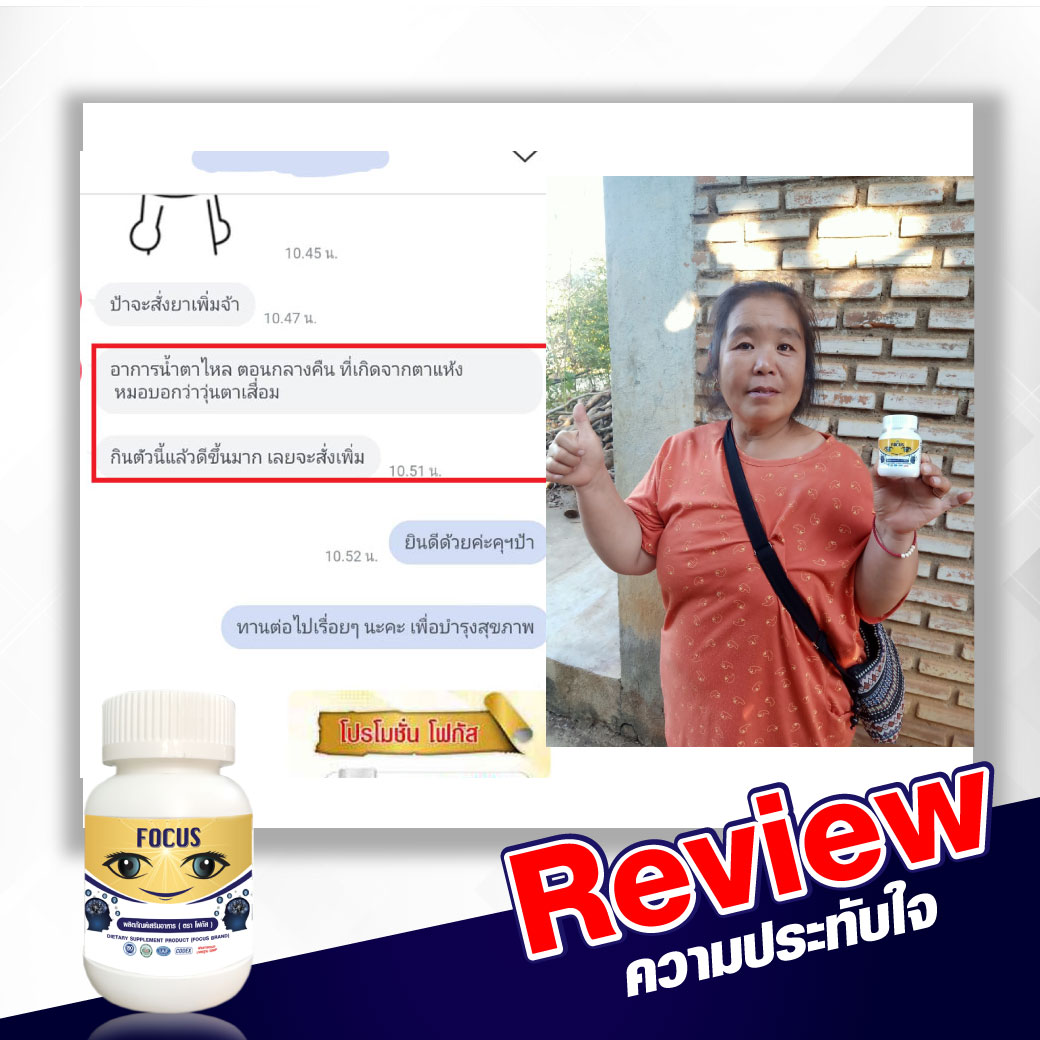 10.45 น.
ป้าจะสั่งยาเพิ่มจ้า
10.47 น.
อาการน้ำตาไหล ตอนกลางคืน ที่เกิดจากตาแห้ง
หมอบอกว่าวุ่นตาเสื่อม
กินตัวนี้แล้วดีขึ้นมาก เลยจะสั่งเพิ่ม
10.51 น.
ยินดีด้วยค่ะคุฯป้า
10.52 น.
ทานต่อไปเรื่อยๆ นะคะ เพื่อบำรุงสุขภาพ
โปรโมชั่น โฟกัส
FOCUS
FOCUS
ผลิตภัณฑ์เสริมอาหาร ( ตรา โฟกัส )
DIETARY SUPPLEMENT PRODUCT (FOCUS BRAND)
CODEX
Review
ความประทับใจ